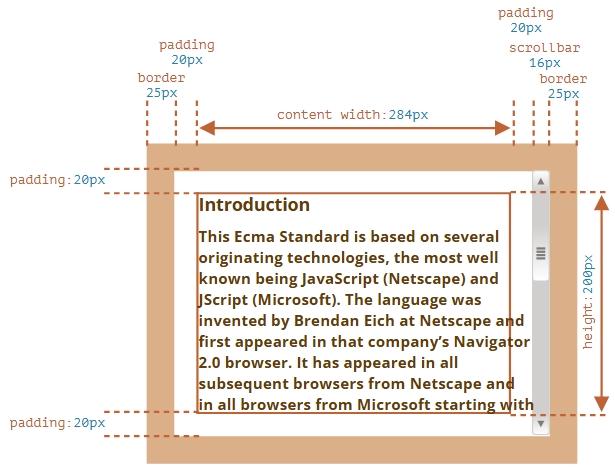 padding
20px
padding
20px
scrollbar
16px
border
25px
border
25px
content width:284px
padding:20px
Introduction
This Ecma Standard is based on several
originating technologies, the most well
known being JavaScript (Netscape) and
JScript (Microsoft). The language was
invented by Brendan Eich at Netscape and
first appeared in that company’s Navigator
2.0 browser. It has appeared in all
subsequent browsers from Netscape and
in all browsers from Microsoft starting with
height:200px
padding:20px